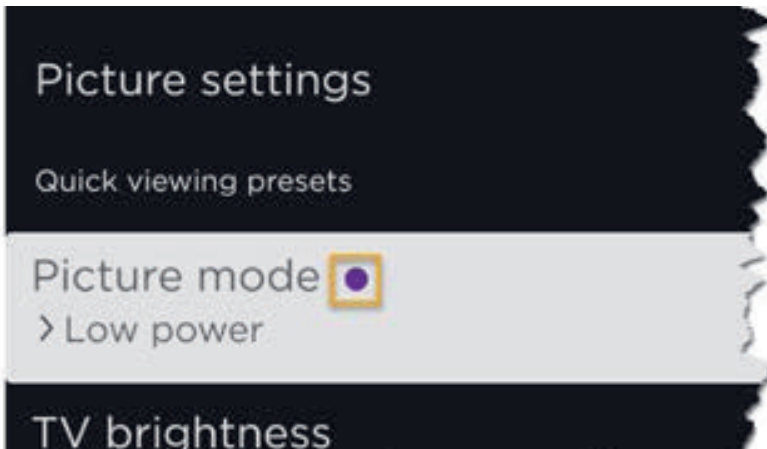 Picture settings
Quick viewing presets
Picture mode
> Low power
TV brightness